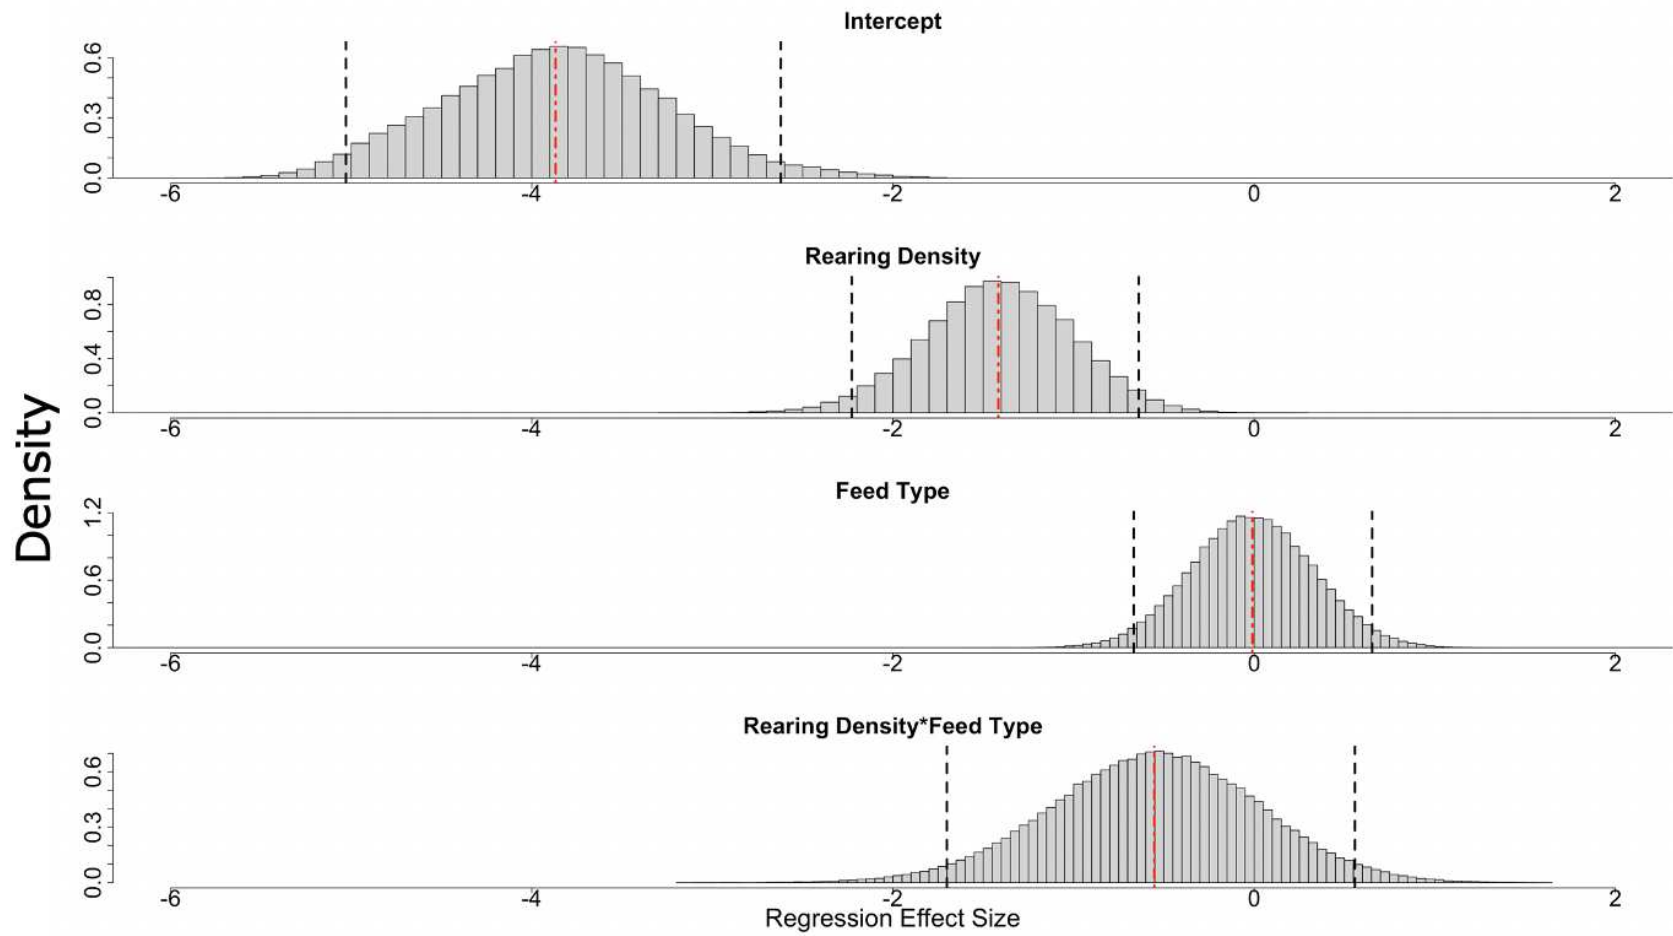 Intercept
0.0 0.3 0.6
-6 -4 -2 0 2
Rearing Density
0.0 0.4 0.8
-6 -4 -2 0 2
Feed Type
0.0 0.6 1.2
-6 -4 -2 0 2
Rearing Density*Feed Type
0.0 0.3 0.6
-6 -4 -2 0 2
Regression Effect Size
Density